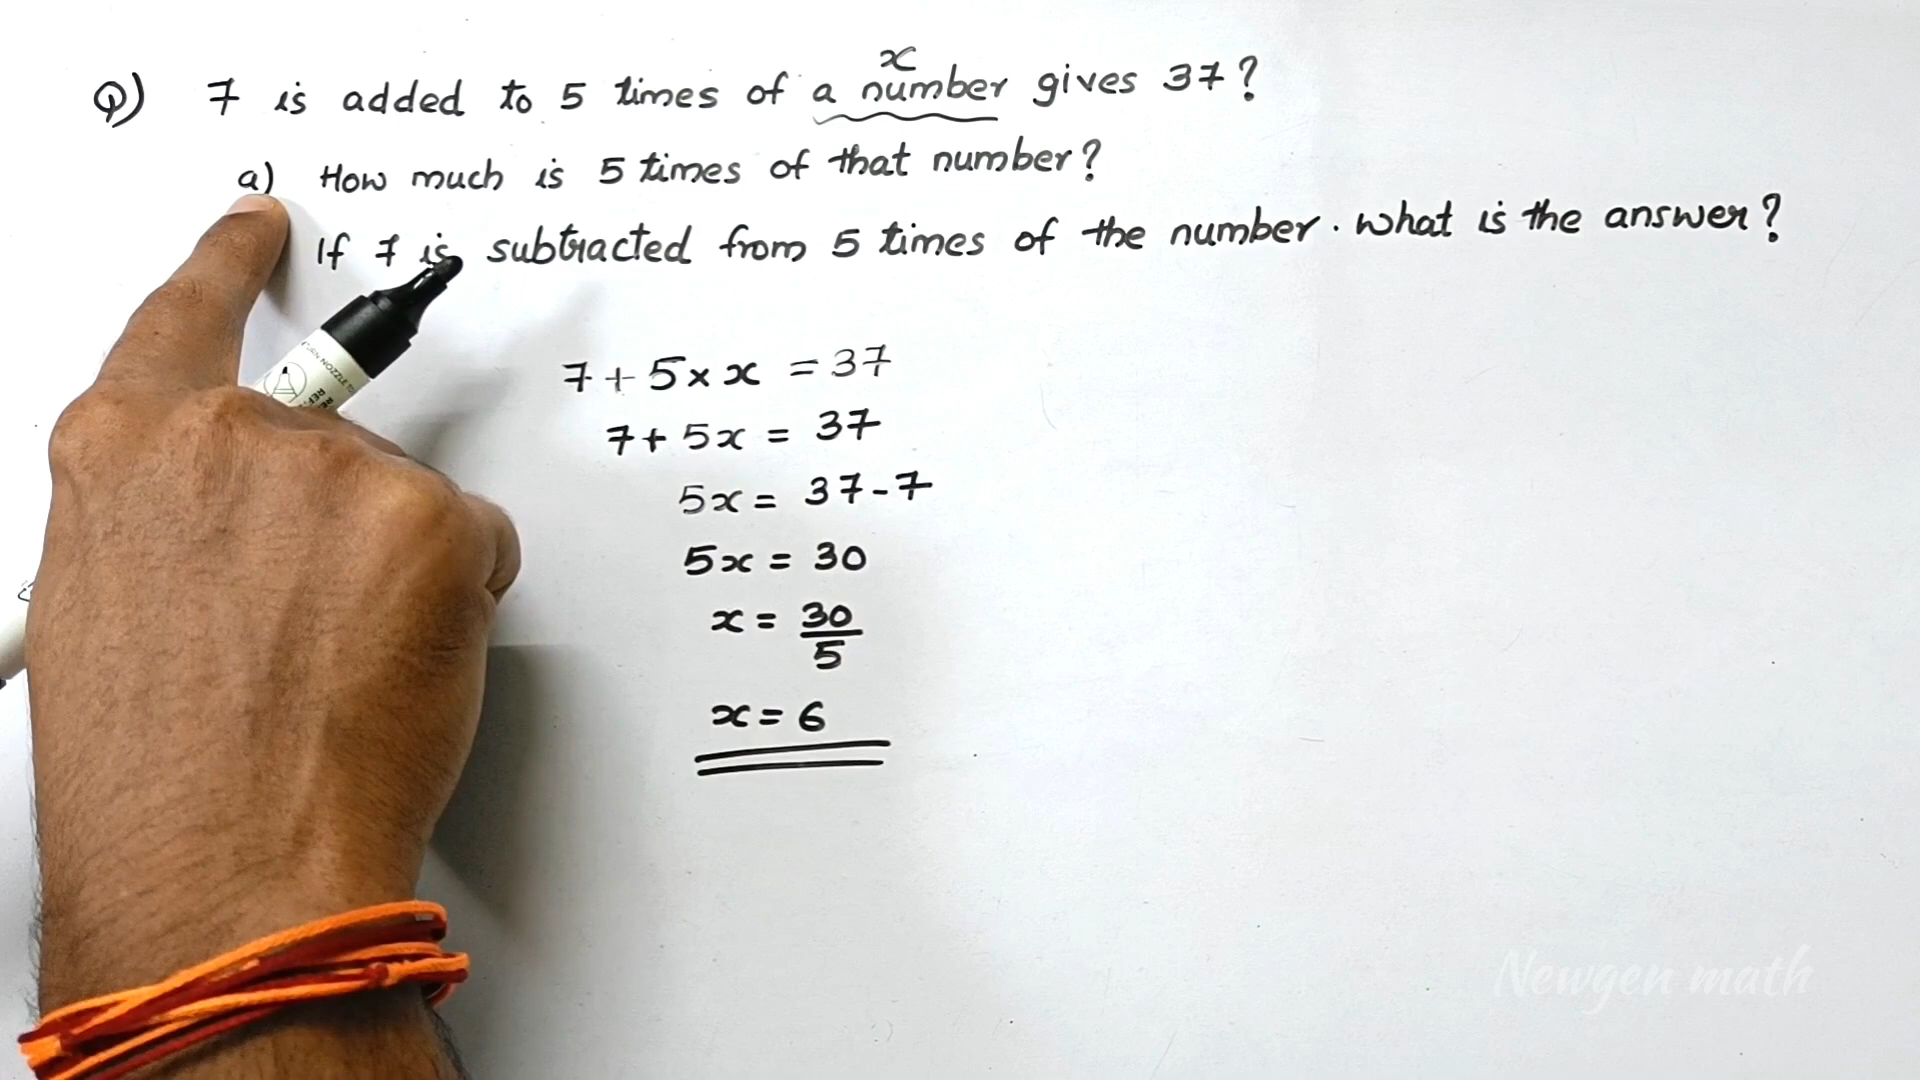 Q) 7 is added to 5 times of a number gives 37?
x
a) How much is 5 times of that number?
If 7 is subtracted from 5 times of the number. what is the answer?
7 + 5 × x = 37
7 + 5x = 37
5x = 37 - 7
5x = 30
x = 30/5
x = 6
Newgen math